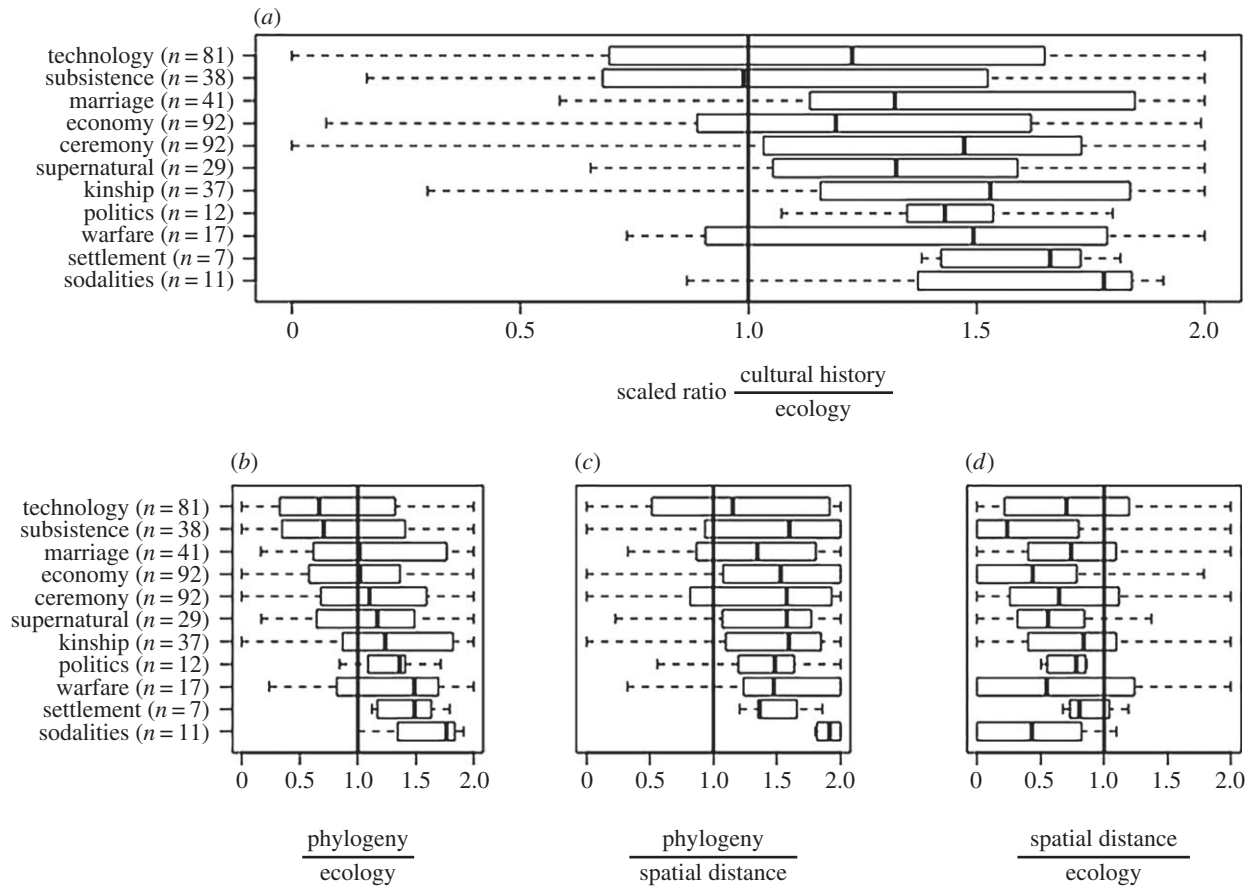 (a)
technology (n = 81)
subsistence (n = 38)
marriage (n = 41)
economy (n = 92)
ceremony (n = 92)
supernatural (n = 29)
kinship (n = 37)
politics (n = 12)
warfare (n = 17)
settlement (n = 7)
sodalities (n = 11)
0 0.5 1.0 1.5 2.0
scaled ratio cultural history
ecology
(b) (c) (d)
technology (n = 81)
subsistence (n = 38)
marriage (n = 41)
economy (n = 92)
ceremony (n = 92)
supernatural (n = 29)
kinship (n = 37)
politics (n = 12)
warfare (n = 17)
settlement (n = 7)
sodalities (n = 11)
0 0.5 1.0 1.5 2.0 0 0.5 1.0 1.5 2.0 0 0.5 1.0 1.5 2.0
phylogeny phylogeny spatial distance
ecology spatial distance ecology